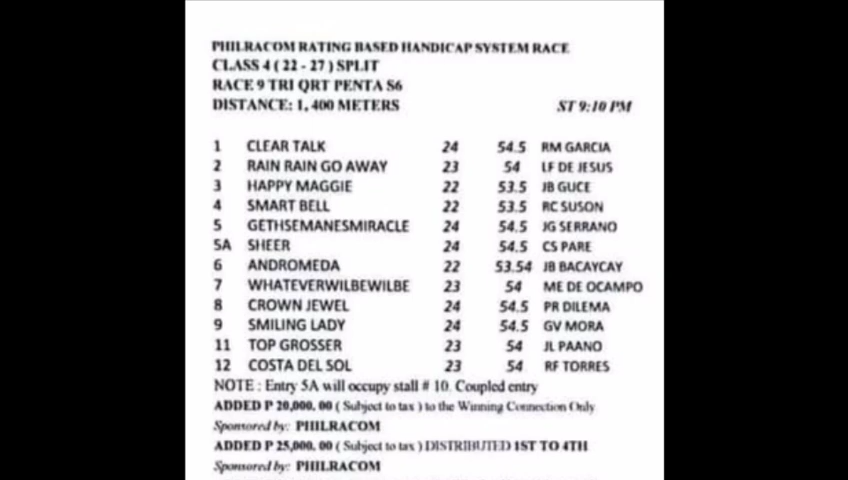 PHILRACOM RATING BASED HANDICAP SYSTEM RACE
CLASS 4 ( 22 - 27 ) SPLIT
RACE 9 TRI QRT PENTA S6
DISTANCE: 1, 400 METERS ST 9:10 PM
1 CLEAR TALK 24 54.5 RM GARCIA
2 RAIN RAIN GO AWAY 23 54 LF DE JESUS
3 HAPPY MAGGIE 22 53.5 JB GUCE
4 SMART BELL 22 53.5 RC SUSON
5 GETHSEMANESMIRACLE 24 54.5 JG SERRANO
5A SHEER 24 54.5 CS PARE
6 ANDROMEDA 22 53.54 JB BACAYCAY
7 WHATEVERWILBEWILBE 23 54 ME DE OCAMPO
8 CROWN JEWEL 24 54.5 PR DILEMA
9 SMILING LADY 24 54.5 GV MORA
11 TOP GROSSER 23 54 JL PAANO
12 COSTA DEL SOL 23 54 RF TORRES
NOTE : Entry 5A will occupy stall # 10. Coupled entry
ADDED P 20,000. 00 ( Subject to tax ) to the Winning Connection Only
Sponsored by: PHILRACOM
ADDED P 25,000. 00 ( Subject to tax ) DISTRIBUTED 1ST TO 4TH
Sponsored by: PHILRACOM